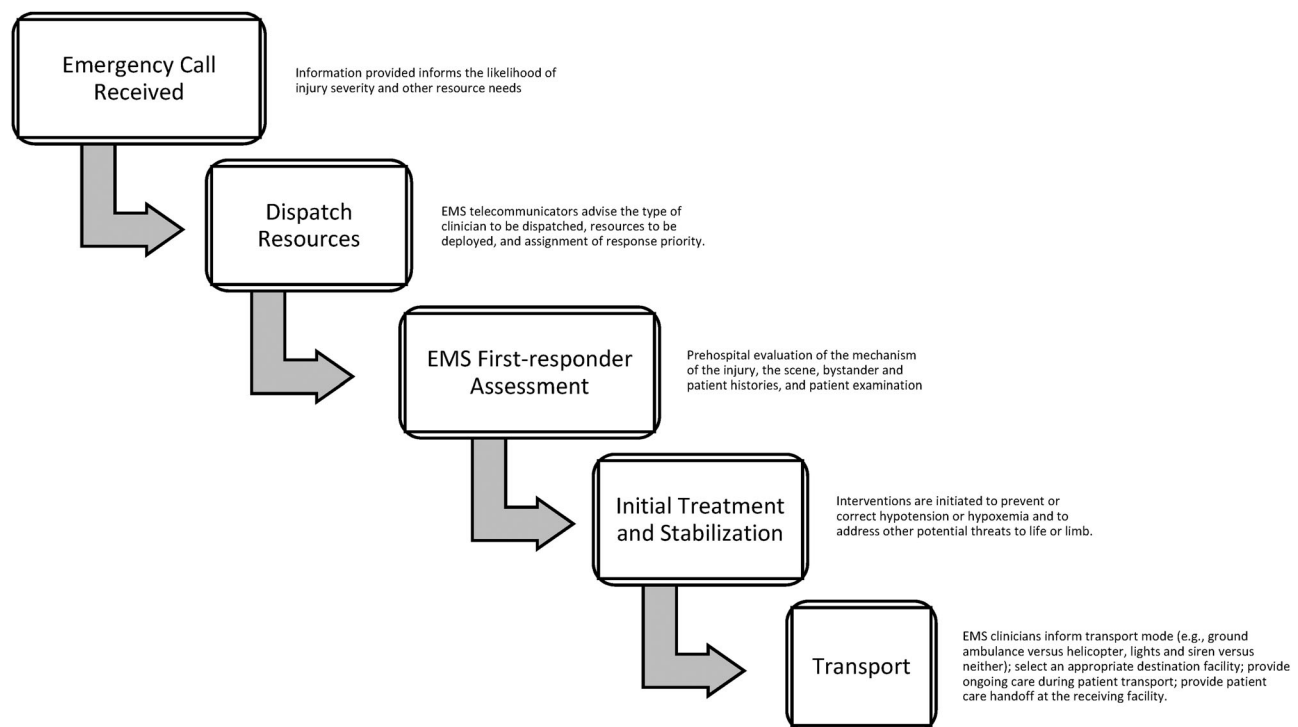 Emergency Call
Received
Information provided informs the likelihood of
injury severity and other resource needs
Dispatch
Resources
EMS telecommunicators advise the type of
clinician to be dispatched, resources to be
deployed, and assignment of response priority.
EMS First-responder
Assessment
Prehospital evaluation of the mechanism
of the injury, the scene, bystander and
patient histories, and patient examination
Initial Treatment
and Stabilization
Interventions are initiated to prevent or
correct hypotension or hypoxemia and to
address other potential threats to life or limb.
Transport
EMS clinicians inform transport mode (e.g., ground
ambulance versus helicopter, lights and siren versus
neither); select an appropriate destination facility; provide
ongoing care during patient transport; provide patient
care handoff at the receiving facility.